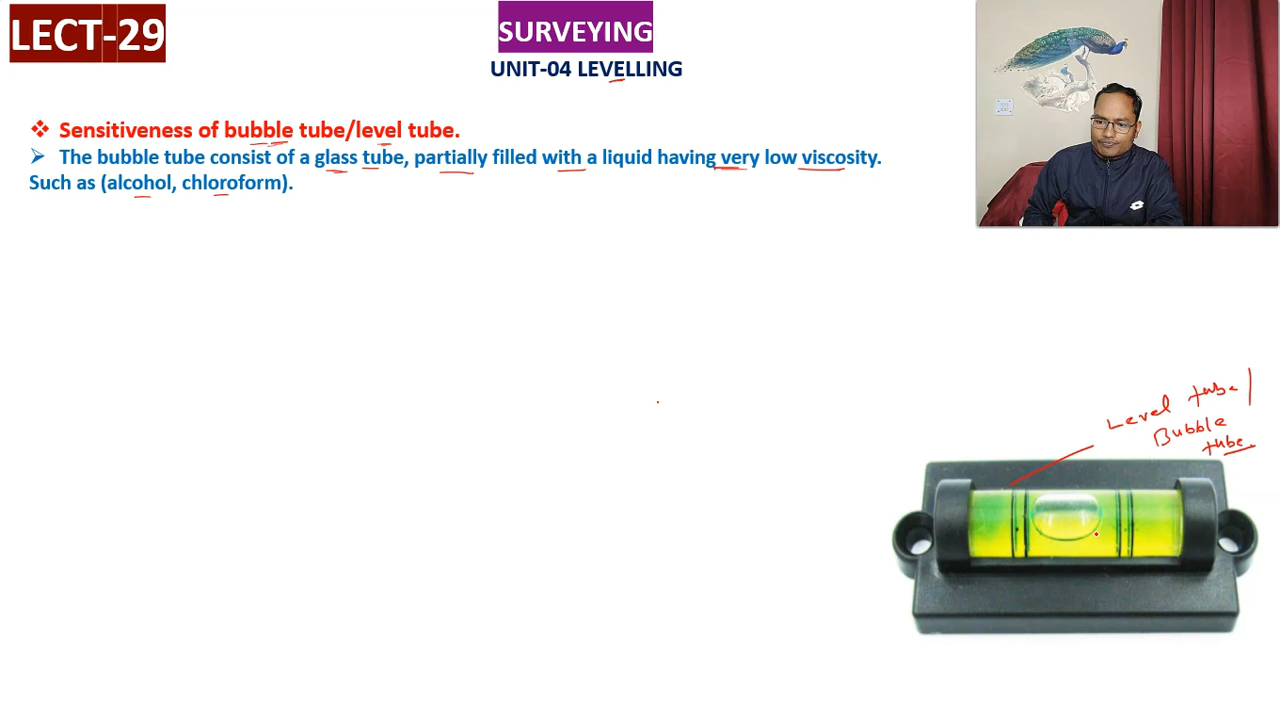 LECT-29
SURVEYING
UNIT-04 LEVELLING
❖ Sensitiveness of bubble tube/level tube.
➢ The bubble tube consist of a glass tube, partially filled with a liquid having very low viscosity.
Such as (alcohol, chloroform).
Level tube/
Bubble
tube